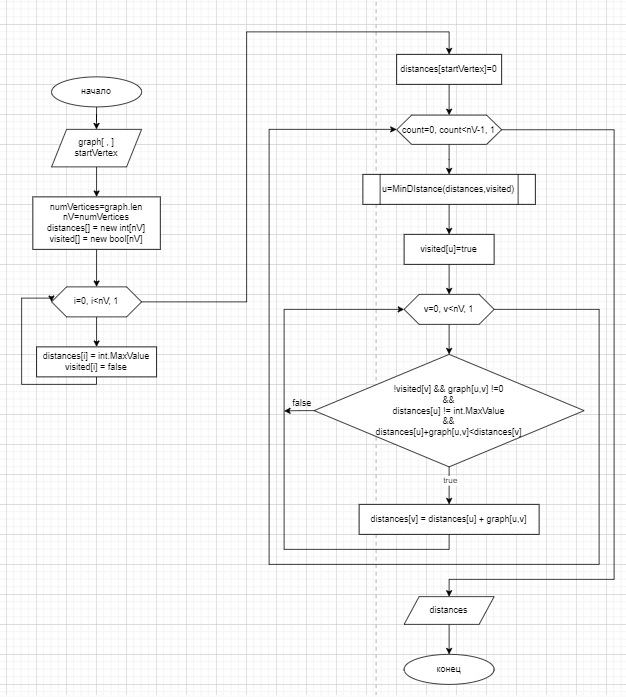 начало
graph[ , ]
startVertex
numVertices=graph.len
nV=numVertices
distances[] = new int[nV]
visited[] = new bool[nV]
i=0, i<nV, 1
distances[i] = int.MaxValue
visited[i] = false
distances[startVertex]=0
count=0, count<nV-1, 1
u=MinDIstance(distances,visited)
visited[u]=true
v=0, v<nV, 1
!visited[v] && graph[u,v] !=0
&&
distances[u] != int.MaxValue
&&
distances[u]+graph[u,v]<distances[v]
false
true
distances[v] = distances[u] + graph[u,v]
distances
конец